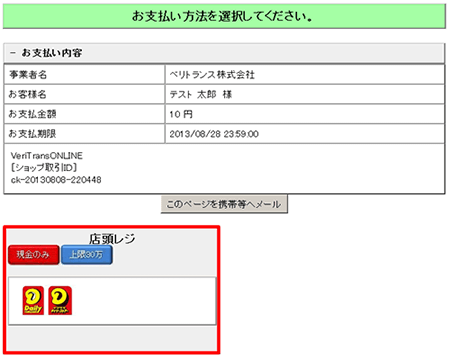 お支払い方法を選択してください。
− お支払い内容
事業者名 ベリトランス株式会社
お客様名 テスト 太郎 様
お支払金額 10 円
お支払期限 2013/08/28 23:59:00
VeriTransONLINE
[ショップ取引ID]
ck-20130808-220448
このページを携帯等へメール
店頭レジ
現金のみ 上限30万
Daily